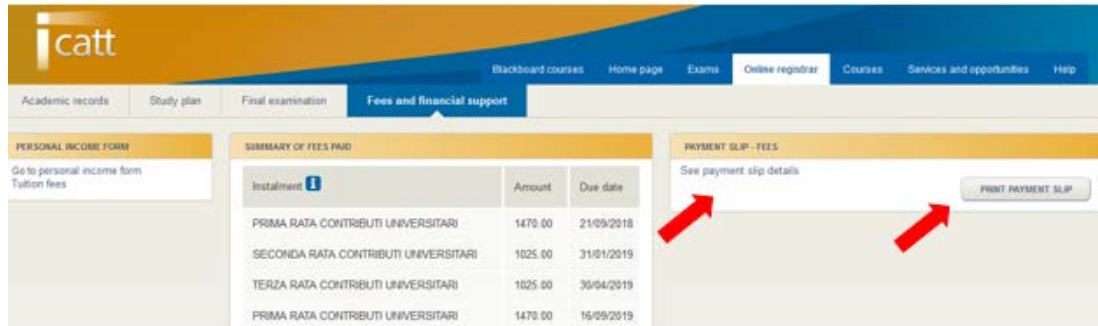 icatt
Blackboard courses Home page Exams Online registrar Courses Services and opportunities Help
Academic records Study plan Final examination Fees and financial support
PERSONAL INCOME FORM
Go to personal income form
Tuition fees
SUMMARY OF FEES PAID
Instalment i Amount Due date
PRIMA RATA CONTRIBUTI UNIVERSITARI 1470.00 21/09/2018
SECONDA RATA CONTRIBUTI UNIVERSITARI 1025.00 31/01/2019
TERZA RATA CONTRIBUTI UNIVERSITARI 1025.00 30/04/2019
PRIMA RATA CONTRIBUTI UNIVERSITARI 1470.00 16/09/2019
PAYMENT SLIP - FEES
See payment slip details
PRINT PAYMENT SLIP